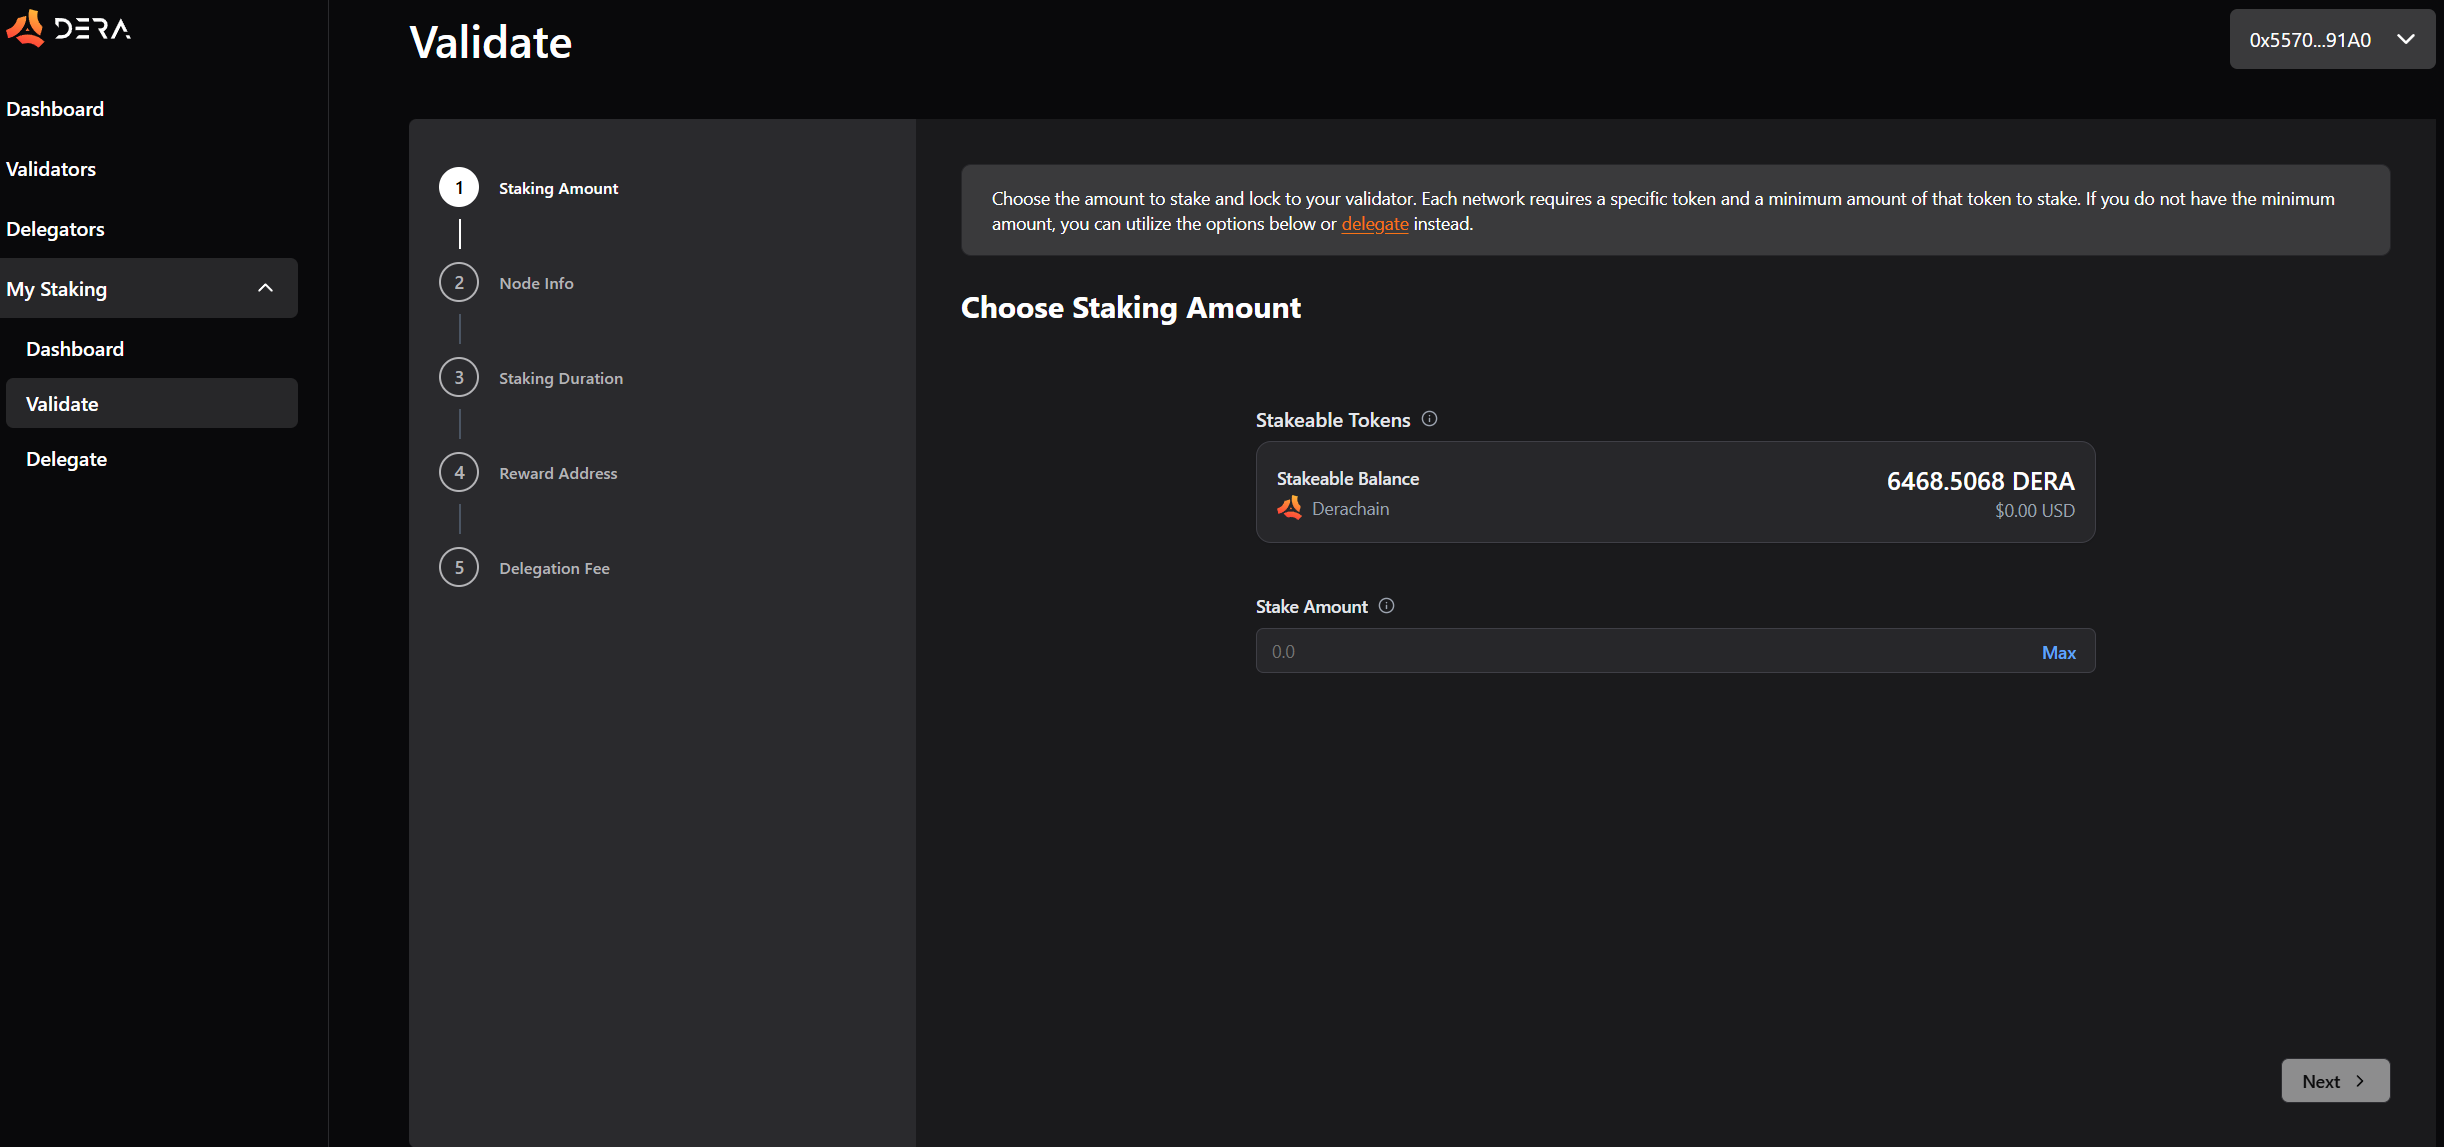 DERA
Dashboard
Validators
Delegators
My Staking
Dashboard
Validate
Delegate
Validate
0x5570...91A0
1 Staking Amount
2 Node Info
3 Staking Duration
4 Reward Address
5 Delegation Fee
Choose the amount to stake and lock to your validator. Each network requires a specific token and a minimum amount of that token to stake. If you do not have the minimum
amount, you can utilize the options below or delegate instead.
Choose Staking Amount
Stakeable Tokens
Stakeable Balance
6468.5068 DERA
Derachain
$0.00 USD
Stake Amount
0.0
Max
Next